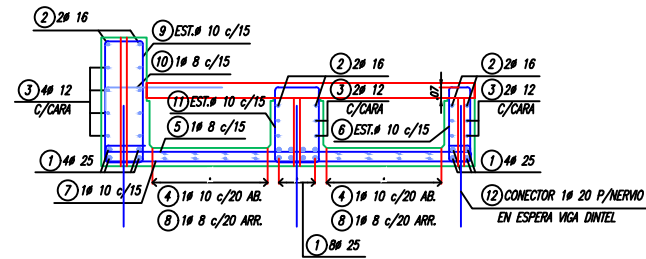 2 2ø 16
9 EST.ø 10 c/15
10 1ø 8 c/15
3 4ø 12
C/CARA
11 EST.ø 10 c/15
5 1ø 8 c/15
1 4ø 25
7 1ø 10 c/15
2 2ø 16
3 2ø 12
C/CARA
6 EST.ø 10 c/15
.07
2 2ø 16
3 2ø 12
C/CARA
1 4ø 25
4 1ø 10 c/20 AB.
8 1ø 8 c/20 ARR.
4 1ø 10 c/20 AB.
8 1ø 8 c/20 ARR.
12 CONECTOR 1ø 20 P/NERVIO
EN ESPERA VIGA DINTEL
1 8ø 25